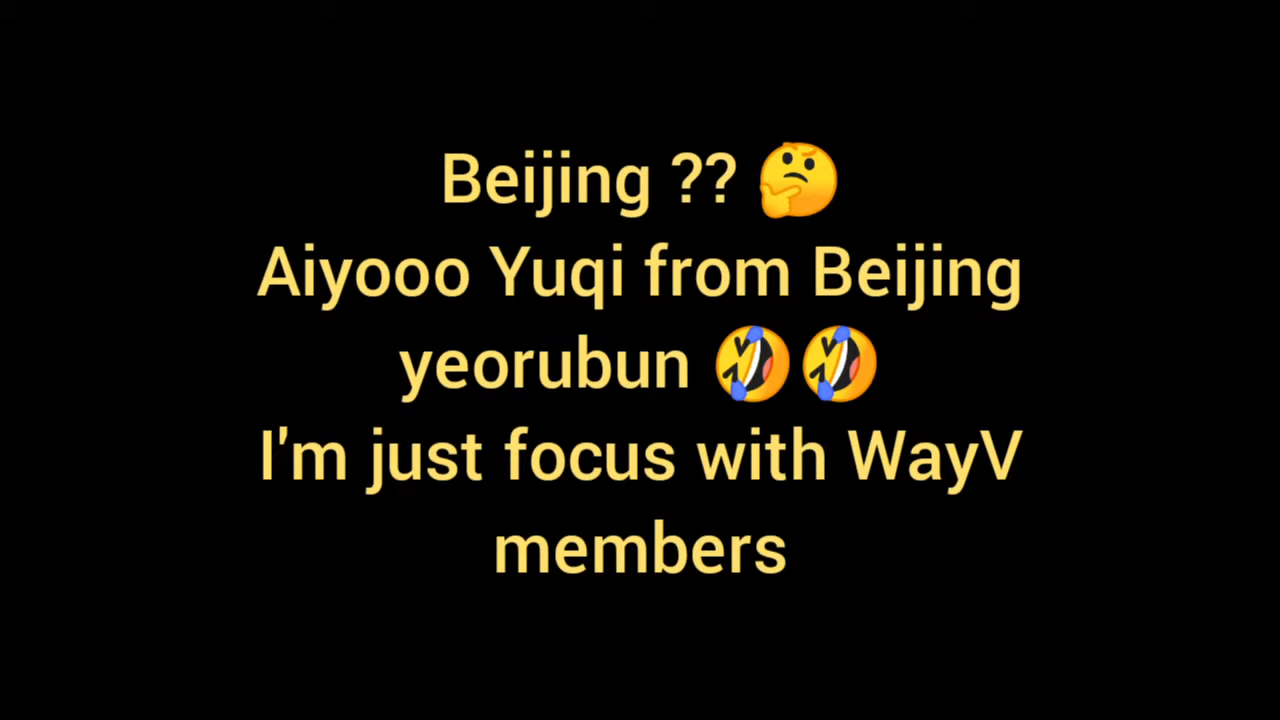 Beijing ?? 🤔
Aiyooo Yuqi from Beijing
yeorubun 🤣🤣
I'm just focus with WayV
members